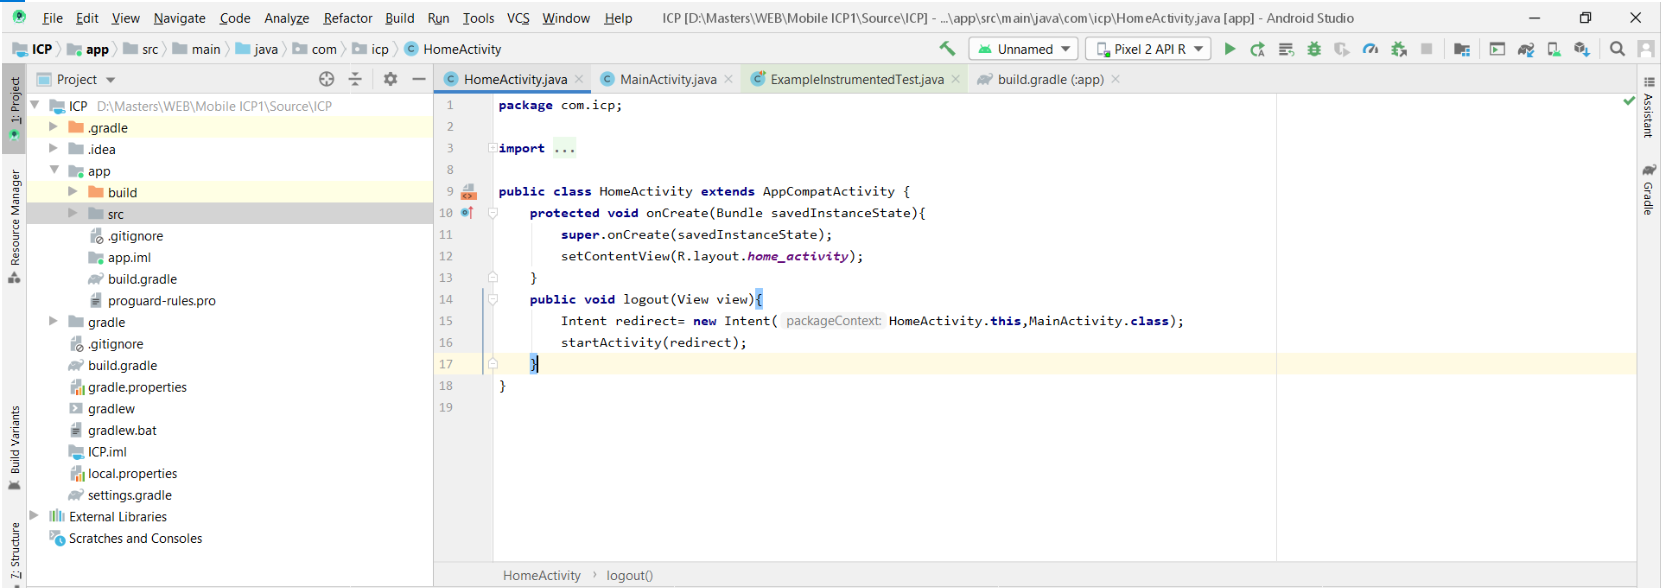 File Edit View Navigate Code Analyze Refactor Build Run Tools VCS Window Help ICP [D:\Masters\WEB\Mobile ICP1\Source\ICP] - ...\app\src\main\java\com\icp\HomeActivity.java [app] - Android Studio
ICP app src main java com icp HomeActivity Unnamed Pixel 2 API R
Project
HomeActivity.java MainActivity.java ExampleInstrumentedTest.java build.gradle (:app)
1: Project
Resource Manager
Build Variants
7: Structure
ICP D:\Masters\WEB\Mobile ICP1\Source\ICP
.gradle
.idea
app
build
src
.gitignore
app.iml
build.gradle
proguard-rules.pro
gradle
.gitignore
build.gradle
gradle.properties
gradlew
gradlew.bat
ICP.iml
local.properties
settings.gradle
External Libraries
Scratches and Consoles
1 package com.icp;
2
3 import ...
8
9 public class HomeActivity extends AppCompatActivity {
10 protected void onCreate(Bundle savedInstanceState){
11 super.onCreate(savedInstanceState);
12 setContentView(R.layout.home_activity);
13 }
14 public void logout(View view){
15 Intent redirect= new Intent( packageContext: HomeActivity.this,MainActivity.class);
16 startActivity(redirect);
17 }
18 }
19
HomeActivity › logout()
Assistant
Gradle